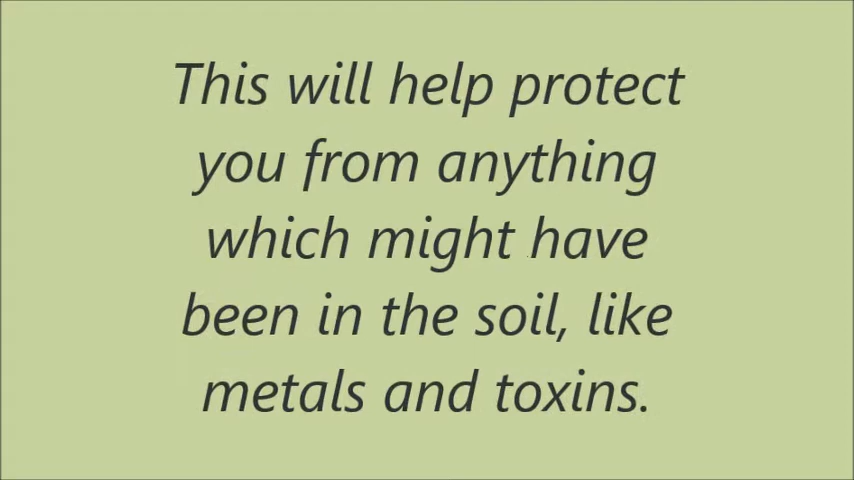 This will help protect
you from anything
which might have
been in the soil, like
metals and toxins.